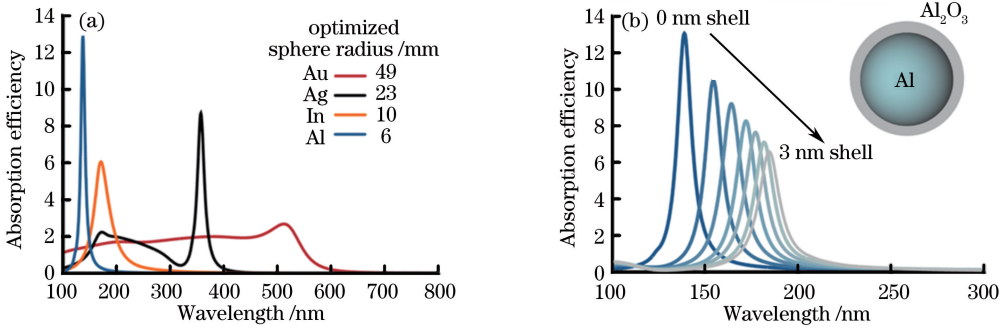 (a)
optimized
sphere radius /mm
Au 49
Ag 23
In 10
Al 6
Absorption efficiency
14
12
10
8
6
4
2
0
100 200 300 400 500 600 700 800
Wavelength /nm
(b)
0 nm shell
3 nm shell
Al2O3
Al
Absorption efficiency
14
12
10
8
6
4
2
0
100 150 200 250 300
Wavelength /nm